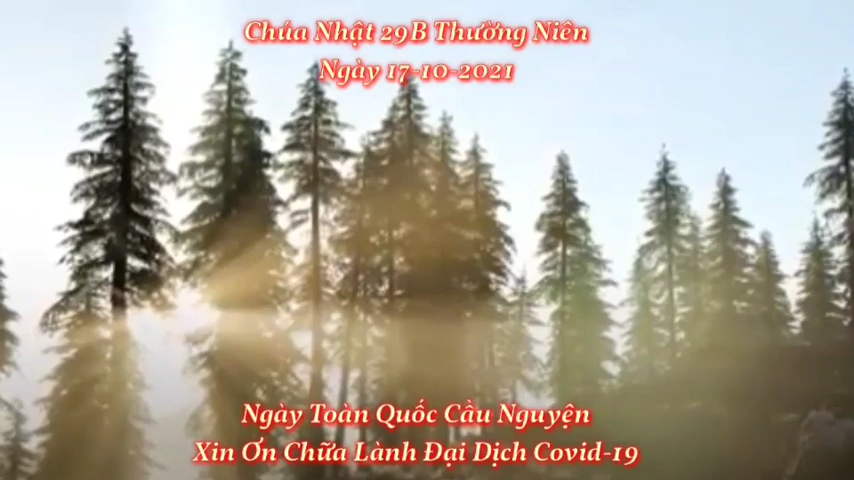 Chúa Nhật 29B Thường Niên
Ngày 17-10-2021
Ngày Toàn Quốc Cầu Nguyện
Xin Ơn Chữa Lành Đại Dịch Covid-19